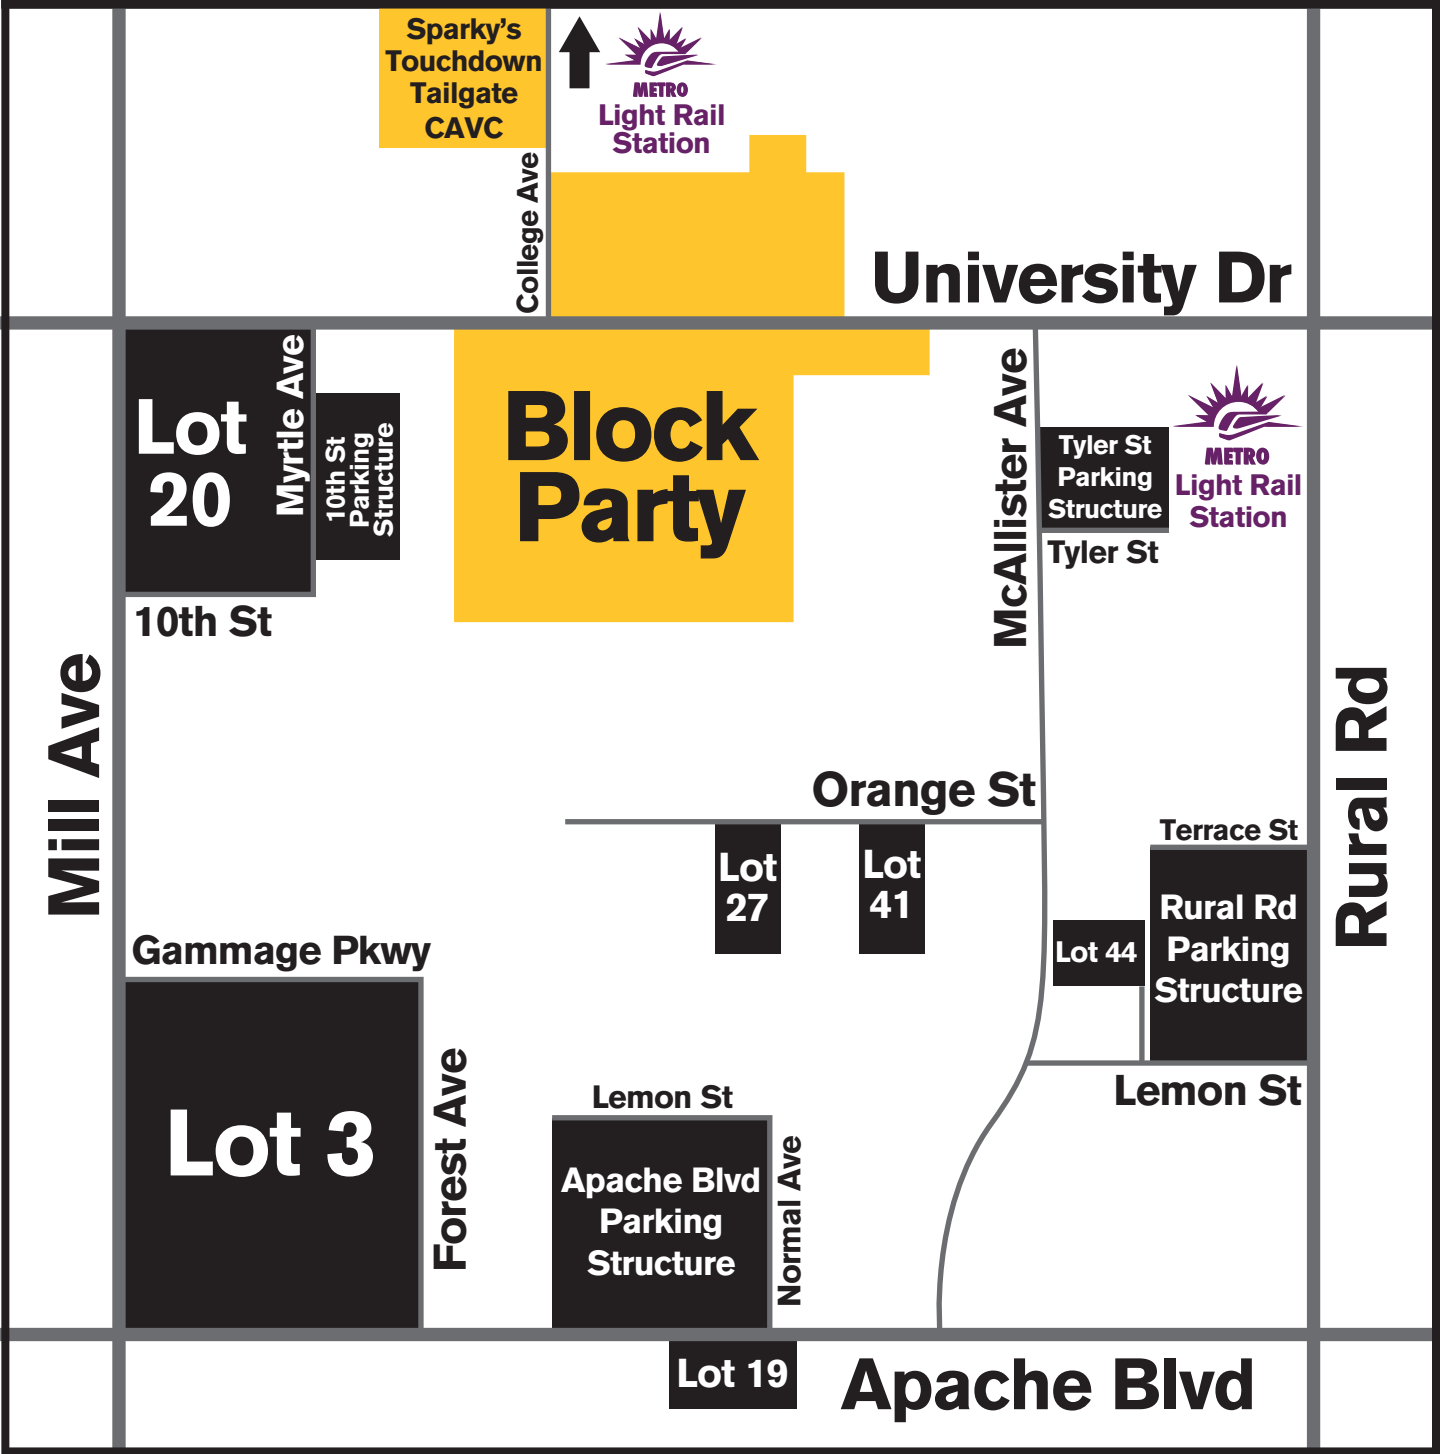 Sparky’s
Touchdown
Tailgate
CAVC
METRO
Light Rail
Station
College Ave
University Dr
Lot
20
Myrtle Ave
10th St
Parking
Structure
Block
Party
McAllister Ave
Tyler St
Parking
Structure
METRO
Light Rail
Station
Tyler St
10th St
Mill Ave
Rural Rd
Orange St
Lot
27
Lot
41
Terrace St
Rural Rd
Parking
Structure
Lot 44
Gammage Pkwy
Lot 3
Forest Ave
Lemon St
Lemon St
Apache Blvd
Parking
Structure
Normal Ave
Lot 19
Apache Blvd